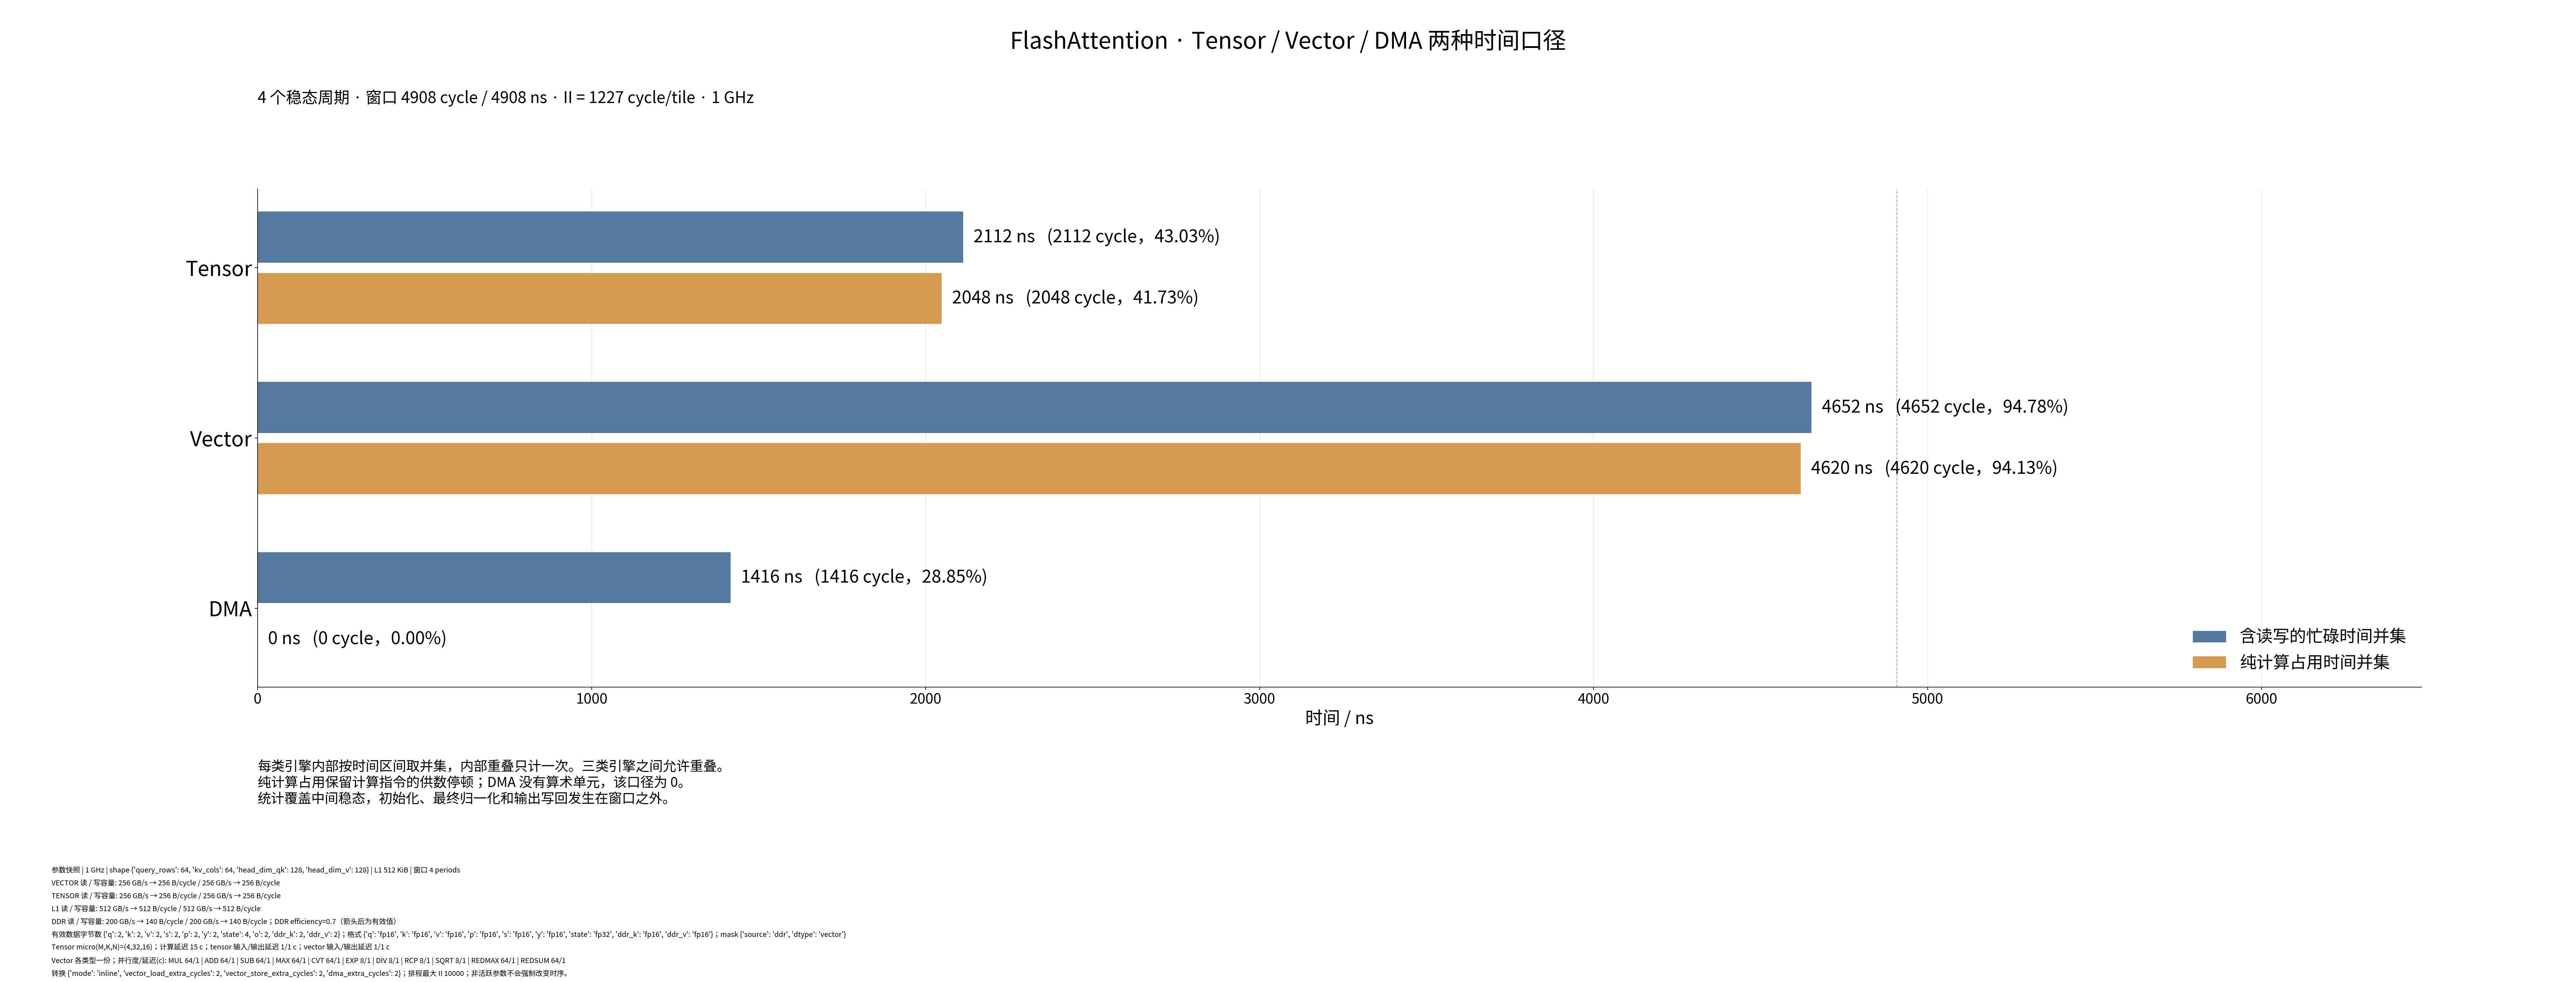 FlashAttention · Tensor / Vector / DMA 两种时间口径
4 个稳态周期 · 窗口 4908 cycle / 4908 ns · II = 1227 cycle/tile · 1 GHz
Tensor
2112 ns (2112 cycle，43.03%)
2048 ns (2048 cycle，41.73%)
Vector
4652 ns (4652 cycle，94.78%)
4620 ns (4620 cycle，94.13%)
DMA
1416 ns (1416 cycle，28.85%)
0 ns (0 cycle，0.00%)
含读写的忙碌时间并集
纯计算占用时间并集
0 1000 2000 3000 4000 5000 6000
时间 / ns
每类引擎内部按时间区间取并集，内部重叠只计一次。三类引擎之间允许重叠。
纯计算占用保留计算指令的供数停顿；DMA 没有算术单元，该口径为 0。
统计覆盖中间稳态，初始化、最终归一化和输出写回发生在窗口之外。
参数快照 | 1 GHz | shape {'query_rows': 64, 'kv_cols': 64, 'head_dim_qk': 128, 'head_dim_v': 128} | L1 512 KiB | 窗口 4 periods
VECTOR 读 / 写容量: 256 GB/s → 256 B/cycle / 256 GB/s → 256 B/cycle
TENSOR 读 / 写容量: 256 GB/s → 256 B/cycle / 256 GB/s → 256 B/cycle
L1 读 / 写容量: 512 GB/s → 512 B/cycle / 512 GB/s → 512 B/cycle
DDR 读 / 写容量: 200 GB/s → 140 B/cycle / 200 GB/s → 140 B/cycle；DDR efficiency=0.7（箭头后为有效值）
有效数据字节数 {'q': 2, 'k': 2, 'v': 2, 's': 2, 'p': 2, 'y': 2, 'state': 4, 'o': 2, 'ddr_k': 2, 'ddr_v': 2}；格式 {'q': 'fp16', 'k': 'fp16', 'v': 'fp16', 'p': 'fp16', 's': 'fp16', 'y': 'fp16', 'state': 'fp32', 'ddr_k': 'fp16', 'ddr_v': 'fp16'}；mask {'source': 'ddr', 'dtype': 'vector'}
Tensor micro(M,K,N)=(4,32,16)；计算延迟 15 c；tensor 输入/输出延迟 1/1 c；vector 输入/输出延迟 1/1 c
Vector 各类型一份；并行度/延迟(c): MUL 64/1 | ADD 64/1 | SUB 64/1 | MAX 64/1 | CVT 64/1 | EXP 8/1 | DIV 8/1 | RCP 8/1 | SQRT 8/1 | REDMAX 64/1 | REDSUM 64/1
转换 {'mode': 'inline', 'vector_load_extra_cycles': 2, 'vector_store_extra_cycles': 2, 'dma_extra_cycles': 2}；排程最大 II 10000；非活跃参数不会强制改变时序。